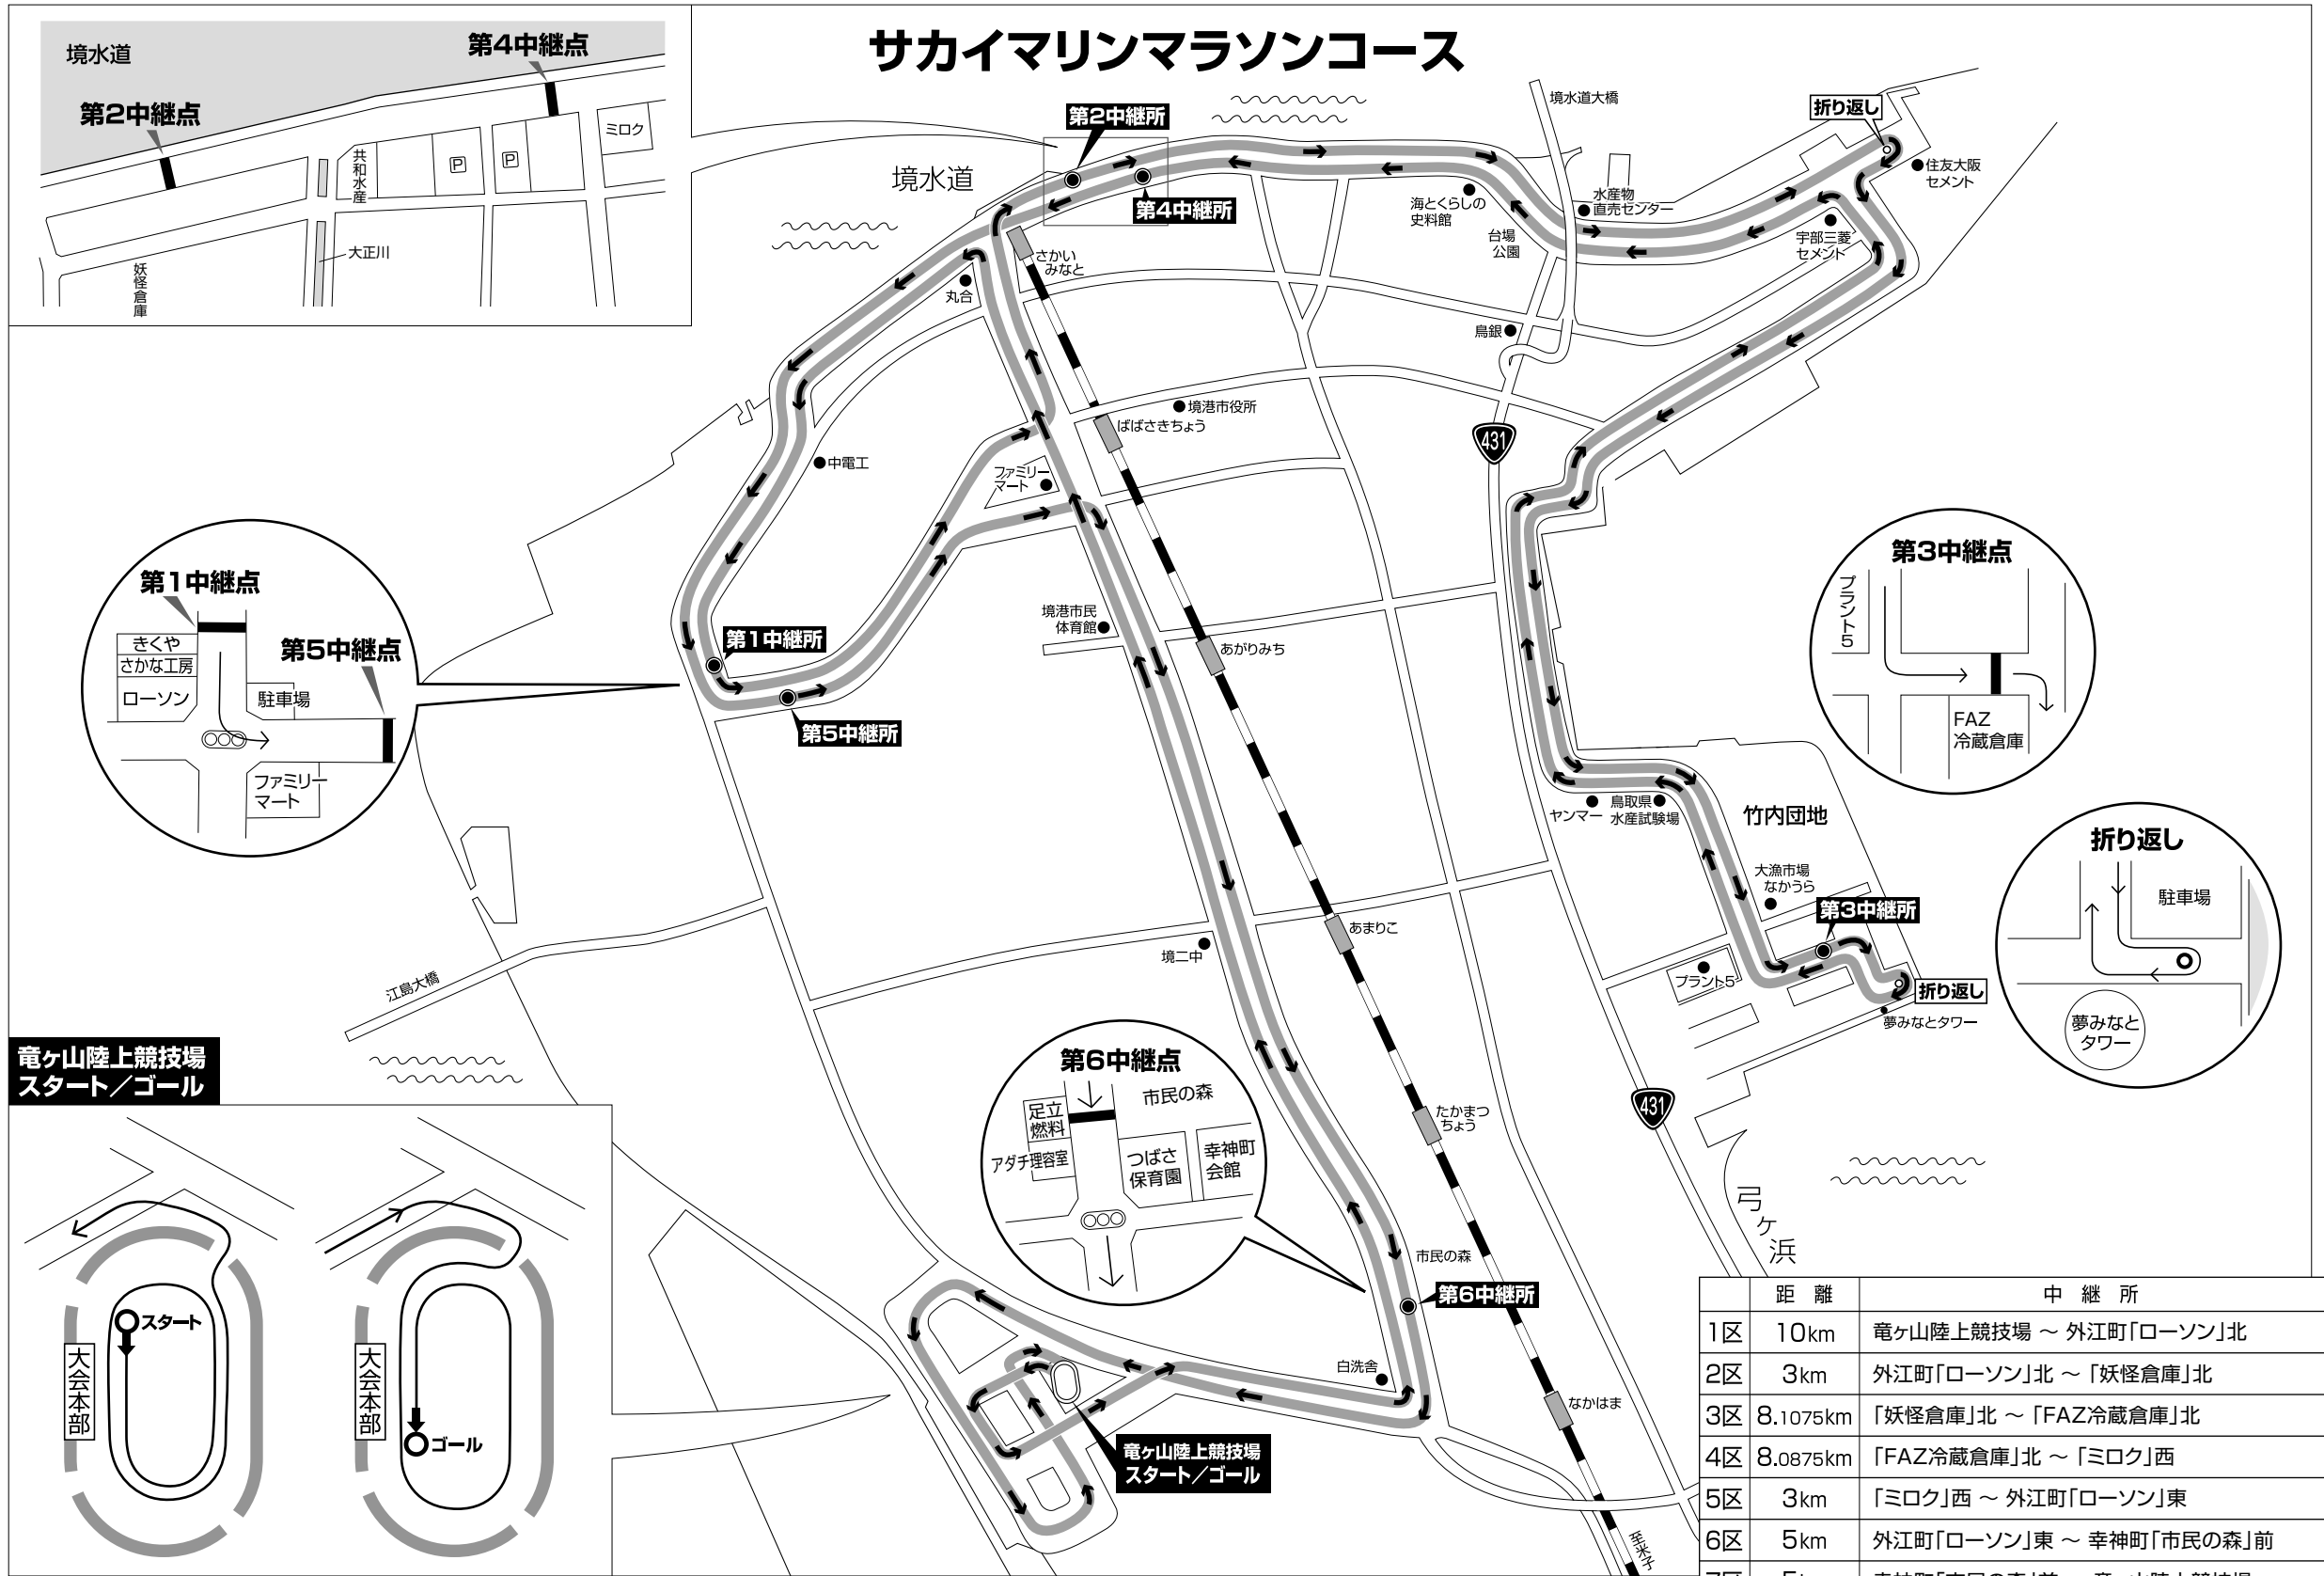 サカイマリンマラソンコース
境水道
第4中継点
第2中継点
ミロク
P
P
共和水産
大正川
妖怪倉庫
境水道
第2中継所
第4中継所
境水道大橋
折り返し
住友大阪
セメント
水産物
直売センター
海とくらしの
史料館
台場
公園
宇部三菱
セメント
さかい
みなと
丸合
鳥銀
境港市役所
ばばさきちょう
431
中電工
ファミリー
マート
第1中継点
きくや
さかな工房
ローソン
第5中継点
駐車場
ファミリー
マート
第1中継所
第5中継所
境港市民
体育館
あがりみち
第3中継点
プラント5
FAZ
冷蔵倉庫
ヤンマー
鳥取県
水産試験場
竹内団地
大漁市場
なかうら
第3中継所
プラント5
折り返し
夢みなとタワー
折り返し
駐車場
夢みなと
タワー
境二中
あまりこ
江島大橋
竜ヶ山陸上競技場
スタート／ゴール
スタート
大会本部
ゴール
大会本部
第6中継点
市民の森
足立
燃料
アダチ理容室
つばさ
保育園
幸神町
会館
たかまつ
ちょう
431
弓ヶ浜
市民の森
第6中継所
白洗舎
なかはま
竜ヶ山陸上競技場
スタート／ゴール
至米子
距離 中継所
1区 10km 竜ヶ山陸上競技場 ～ 外江町「ローソン」北
2区 3km 外江町「ローソン」北 ～ 「妖怪倉庫」北
3区 8.1075km 「妖怪倉庫」北 ～ 「FAZ冷蔵倉庫」北
4区 8.0875km 「FAZ冷蔵倉庫」北 ～ 「ミロク」西
5区 3km 「ミロク」西 ～ 外江町「ローソン」東
6区 5km 外江町「ローソン」東 ～ 幸神町「市民の森」前